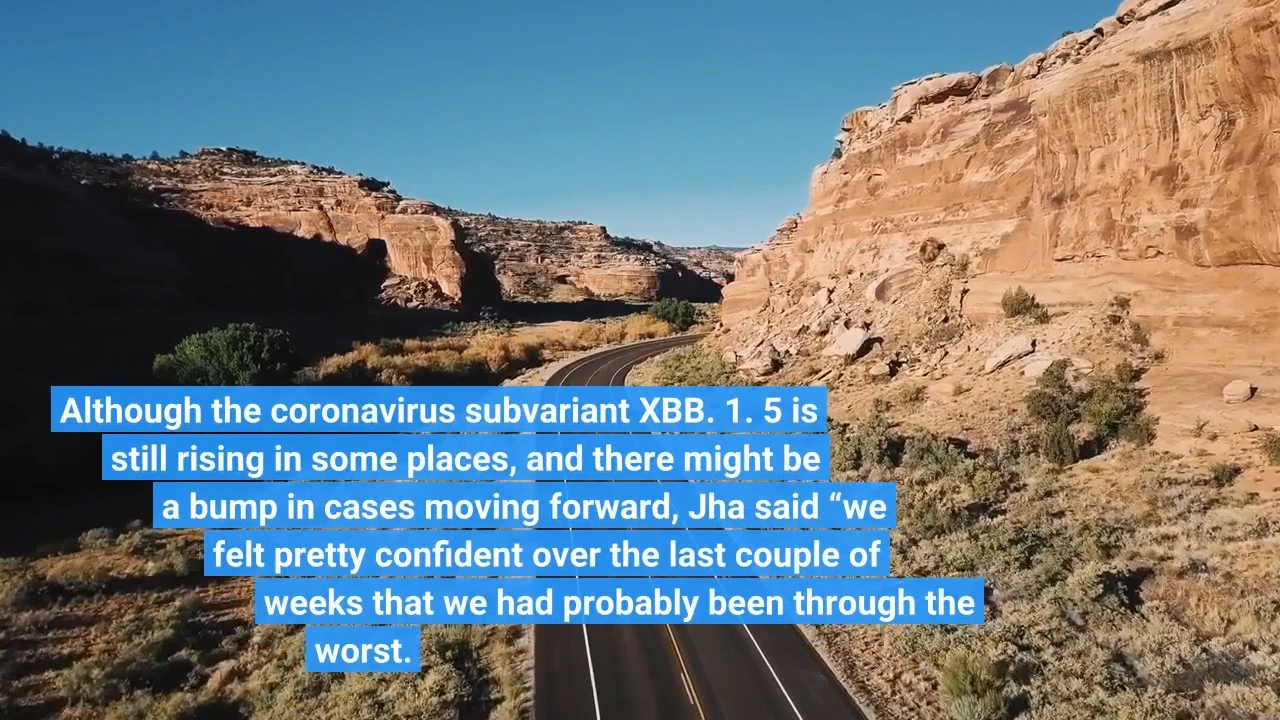 Although the coronavirus subvariant XBB. 1. 5 is
still rising in some places, and there might be
a bump in cases moving forward, Jha said “we
felt pretty confident over the last couple of
weeks that we had probably been through the
worst.